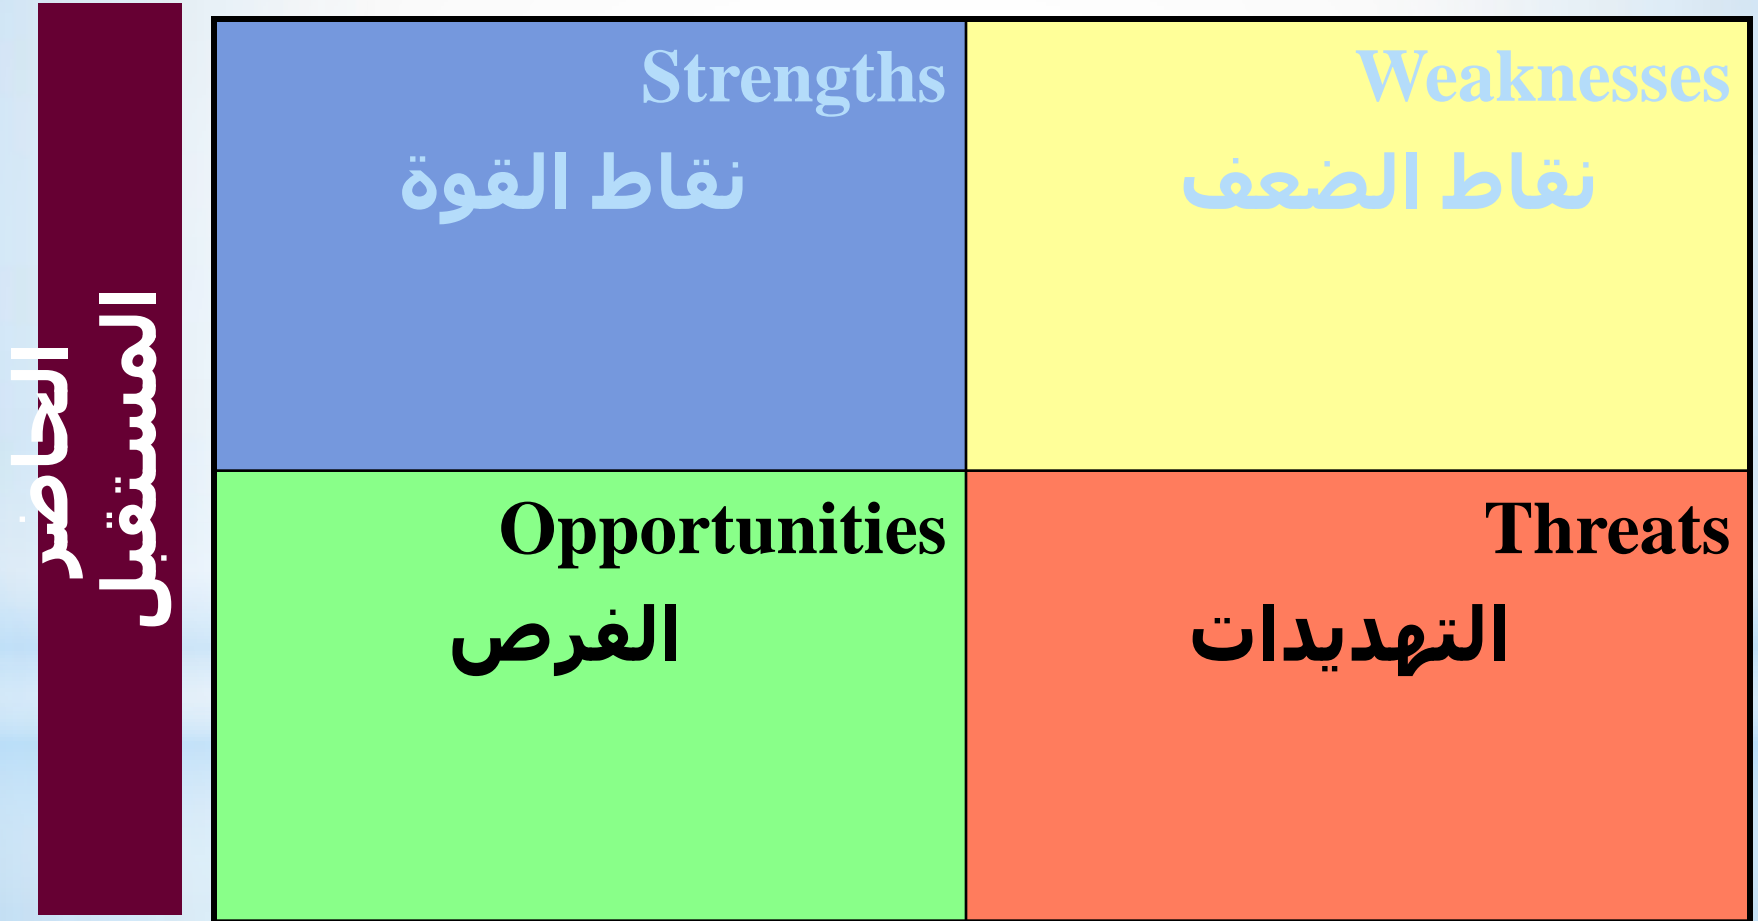 الحاضر
المستقبل
Strengths
نقاط القوة
Weaknesses
نقاط الضعف
Opportunities
الفرص
Threats
التهديدات